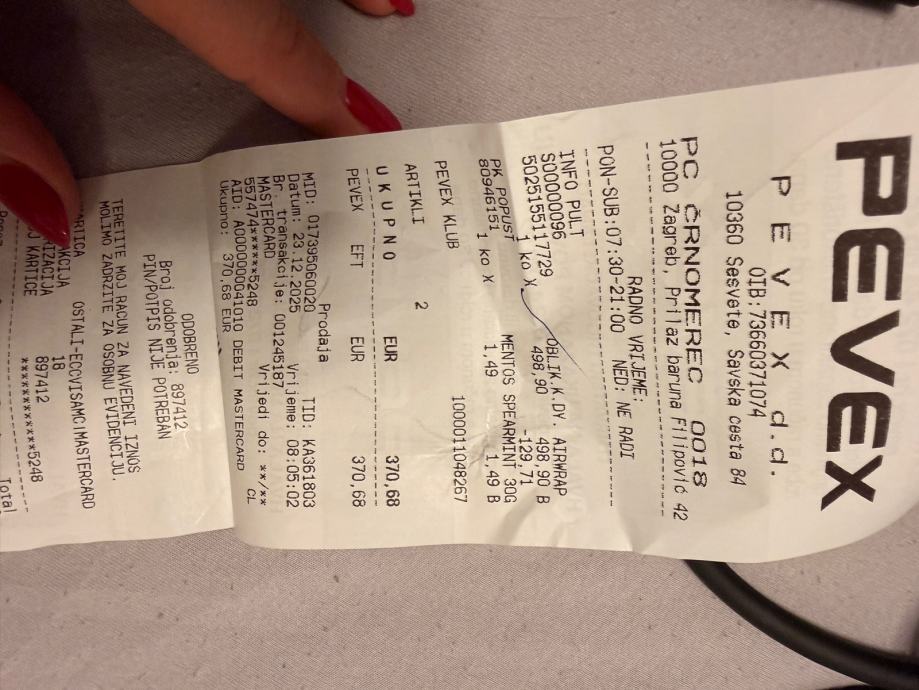 PEVEX
P E V E X d.d.
OIB:73660371074
10360 Sesvete, Savska cesta 84
PC ČRNOMEREC 0018
10000 Zagreb, Prilaz baruna Filipović 42
RADNO VRIJEME:
PON-SUB:07:30-21:00 NED: NE RADI
INFO PULT
S000000096 OBLIK.K.DY. AIRWRAP
5025155117729 1 ko X 498,90 498,90 B
PK POPUST -129,71
80946151 MENTOS SPEARMINT 30G
1 ko X 1,49 1,49 B
PEVEX KLUB 1000011048267
ARTIKLI 2
U K U P N O EUR 370,68
PEVEX EFT EUR 370,68
Prodaja
MID: 01739506002O TID: KA361803
Datum: 23.12.2025 Vrijeme: 08:05:02
Br. transakcije: 001245187
MASTERCARD Vrijedi do: **/**
557474******5248 CL
AID: A0000000041010 DEBIT MASTERCARD
Ukupno: 370,68 EUR
ODOBRENO
Broj odobrenja: 897412
PIN/POTPIS NIJE POTREBAN
TERETITE MOJ RACUN ZA NAVEDENI IZNOS
MOLIMO ZADRZITE ZA OSOBNU EVIDENCIJU.
OSTALI-ECCVISAMC:MASTERCARD
18
897412
KARTICE ************5248
Total